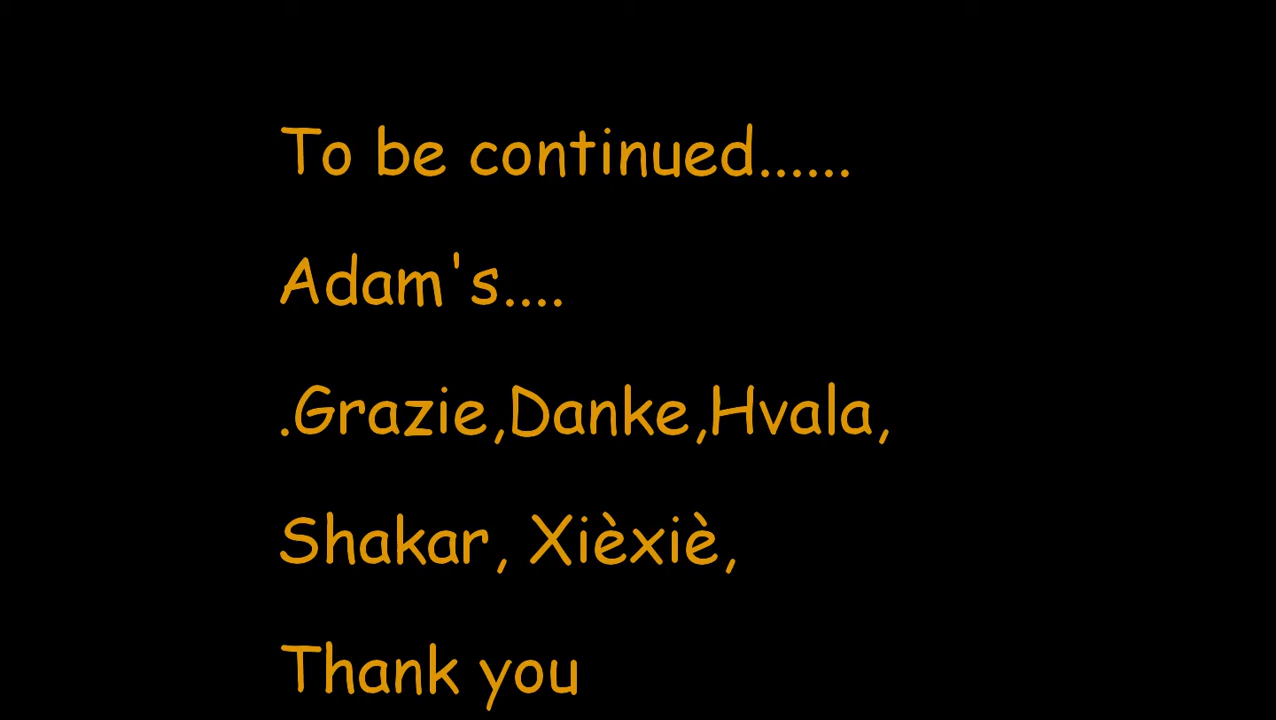 To be continued......
Adam's....
.Grazie,Danke,Hvala,
Shakar, Xièxiè,
Thank you